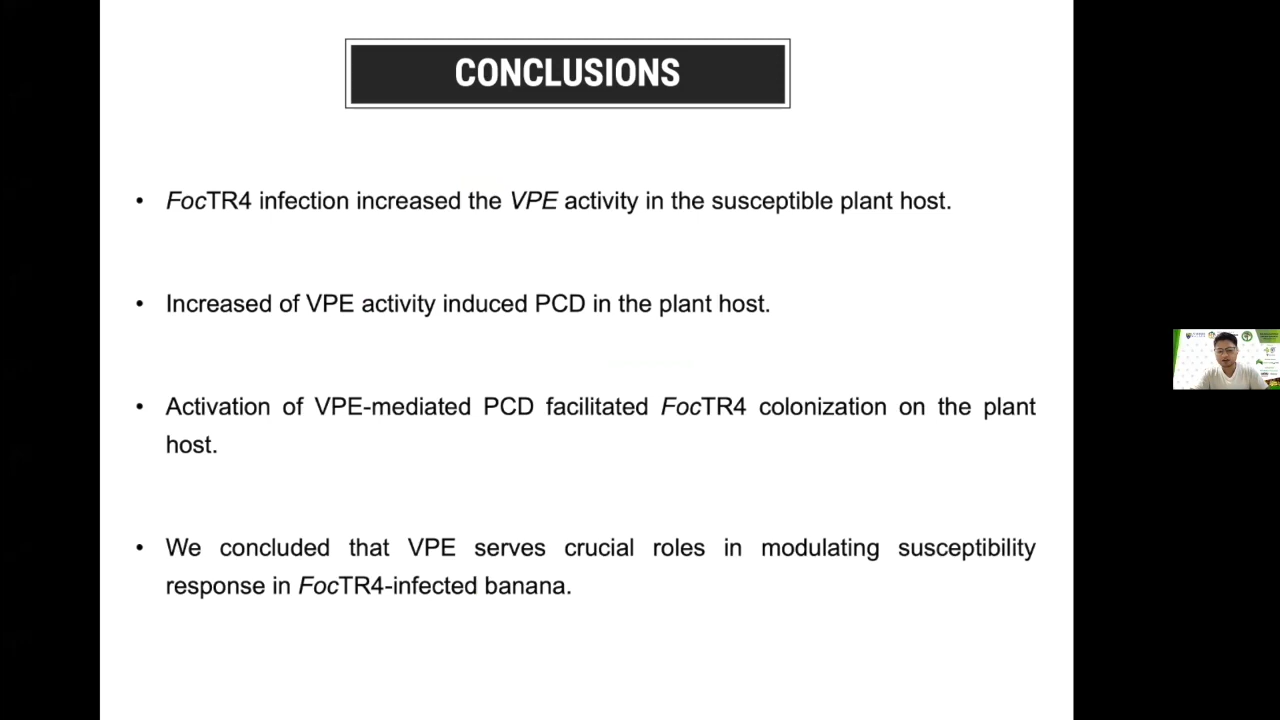 CONCLUSIONS
• FocTR4 infection increased the VPE activity in the susceptible plant host.
• Increased of VPE activity induced PCD in the plant host.
• Activation of VPE-mediated PCD facilitated FocTR4 colonization on the plant
host.
• We concluded that VPE serves crucial roles in modulating susceptibility
response in FocTR4-infected banana.